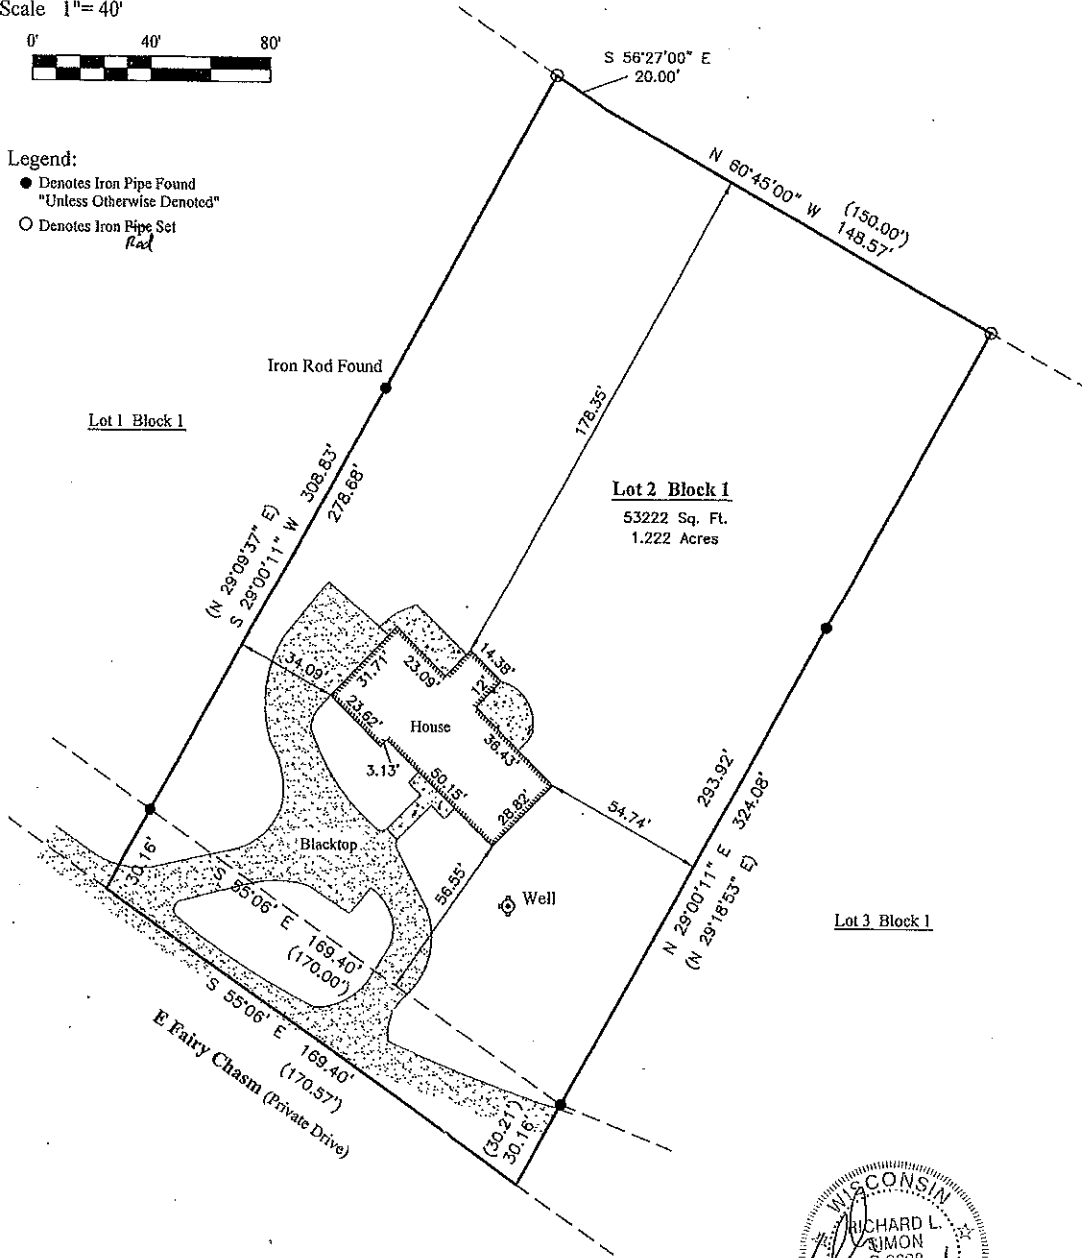 Scale 1"= 40'
0' 40' 80'
Legend:
● Denotes Iron Pipe Found
"Unless Otherwise Denoted"
○ Denotes Iron Pipe Set
Rod
S 56°27'00" E
20.00'
N 60°45'00" W (150.00')
148.57'
Iron Rod Found
Lot 1 Block 1
178.35'
Lot 2 Block 1
53222 Sq. Ft.
1.222 Acres
(N 29°09'37" E)
S 29°00'11" W 308.83'
278.68'
34.09'
31.71'
23.09'
14.38'
12'
23.62'
House
36.43'
3.13'
50.15'
28.82'
54.74'
293.92'
N 29°00'11" E 324.08'
(N 29°18'53" E)
Lot 3 Block 1
Blacktop
56.55'
Well
30.16'
S 55°06' E 169.40'
(170.00')
S 55°06' E 169.40'
(170.57')
E Fairy Chasm (Private Drive)
(30.21')
30.16'
WISCONSIN
RICHARD L.
SIMON